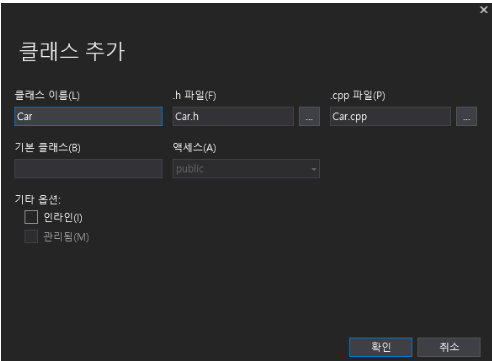 클래스 추가
클래스 이름(L) .h 파일(F) .cpp 파일(P)
Car Car.h ... Car.cpp ...
기본 클래스(B) 액세스(A)
public
기타 옵션:
인라인(I)
관리됨(M)
확인 취소